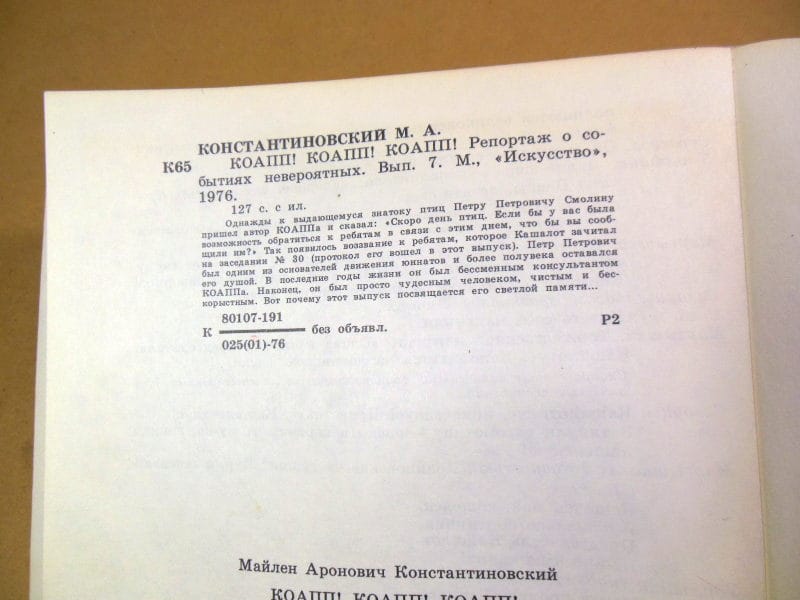 КОНСТАНТИНОВСКИЙ М. А.
К65 КОАПП! КОАПП! КОАПП! Репортаж о со-
бытиях невероятных. Вып. 7. М., «Искусство»,
1976.
127 с. с ил.
Однажды к выдающемуся знатоку птиц Петру Петровичу Смолину
пришел автор КОАППа и сказал: «Скоро день птиц. Если бы у вас была
возможность обратиться к ребятам в связи с этим днем, что бы вы сооб-
щили им?» Так появилось воззвание к ребятам, которое Кашалот зачитал
на заседании № 30 (протокол его вошел в этот выпуск). Петр Петрович
был одним из основателей движения юннатов и более полувека оставался
его душой. В последние годы жизни он был бессменным консультантом
КОАППа. Наконец, он был просто чудесным человеком, чистым и бес-
корыстным. Вот почему этот выпуск посвящается его светлой памяти...
80107-191
К без объявл. Р2
025(01)-76
Майлен Аронович Константиновский
КОАПП! КОАПП! КОАПП!